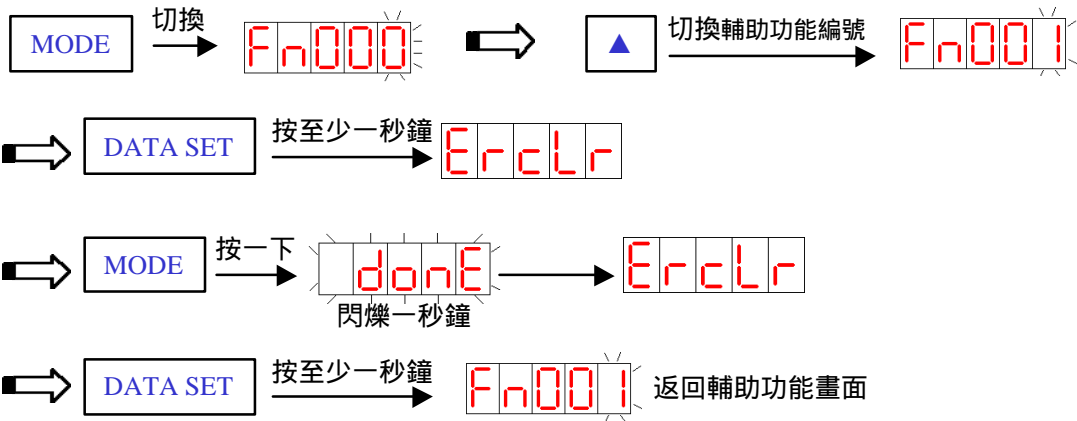 MODE 切換 Fn000 ▲ 切換輔助功能編號 Fn001
DATA SET 按至少一秒鐘 ErcLr
MODE 按一下 donE ErcLr
閃爍一秒鐘
DATA SET 按至少一秒鐘 Fn001 返回輔助功能畫面